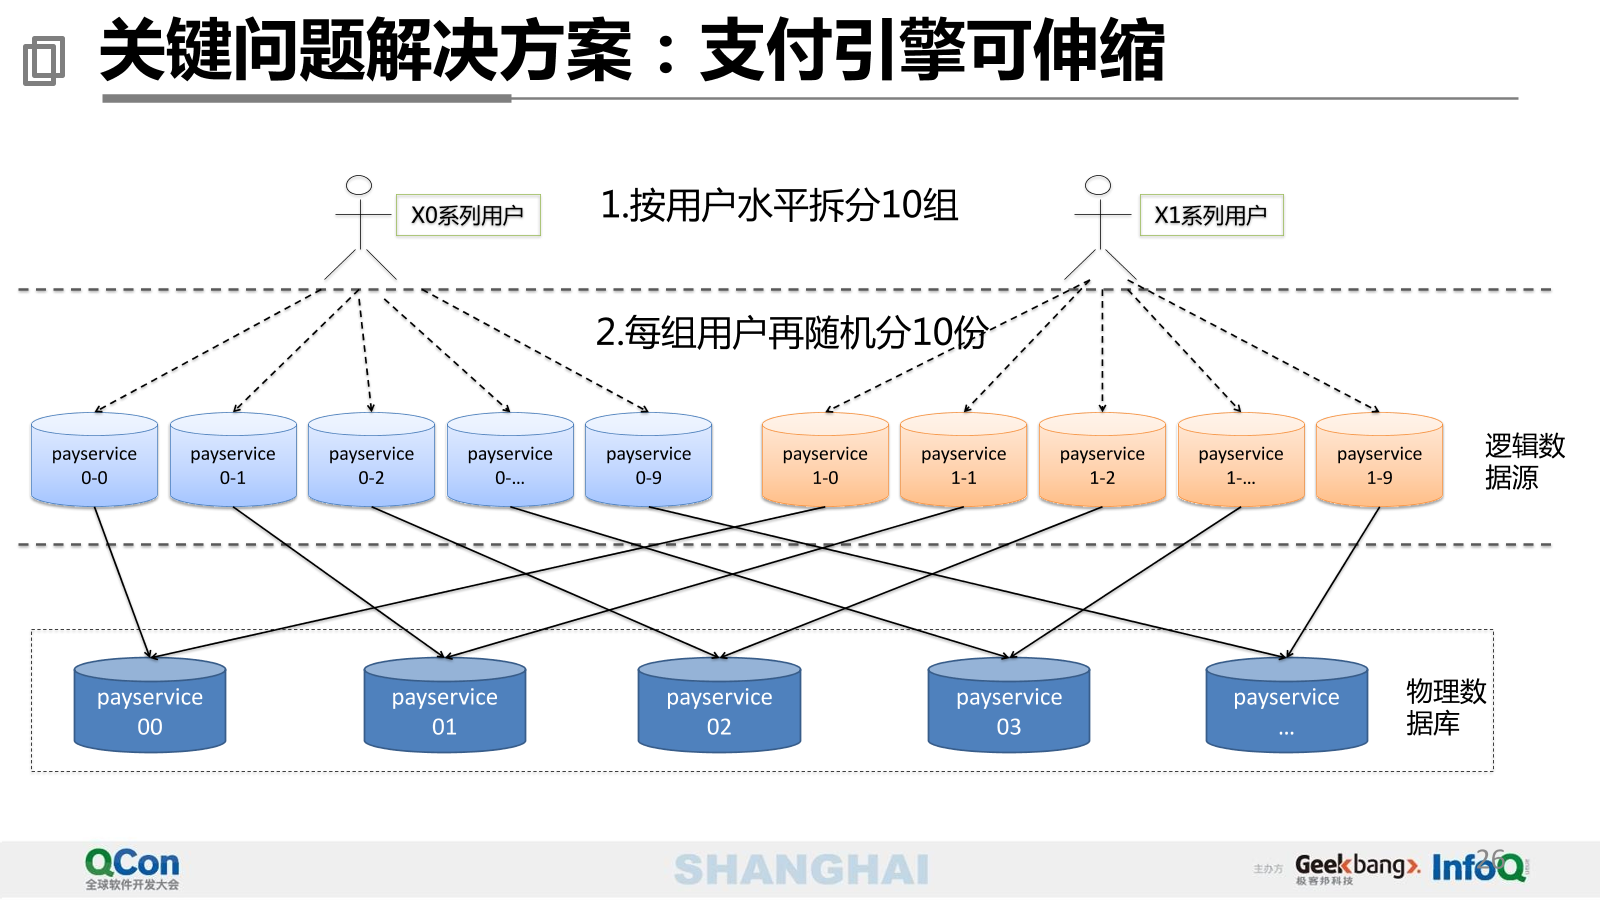 关键问题解决方案：支付引擎可伸缩
X0系列用户
1.按用户水平拆分10组
X1系列用户
2.每组用户再随机分10份
payservice
0-0
payservice
0-1
payservice
0-2
payservice
0-...
payservice
0-9
payservice
1-0
payservice
1-1
payservice
1-2
payservice
1-...
payservice
1-9
逻辑数
据源
payservice
00
payservice
01
payservice
02
payservice
03
payservice
...
物理数
据库
QCon
全球软件开发大会
SHANGHAI
主办方
Geekbang>.
极客邦科技
InfoQ
26